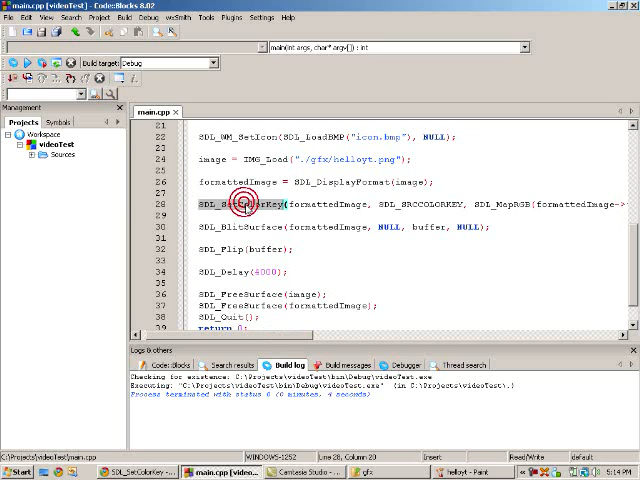 main.cpp [videoTest] - Code::Blocks 8.02
File Edit View Search Project Build Debug wxSmith Tools Plugins Settings Help
main(int args, char* argv[]) : int
Build target: Debug
Management
Projects Symbols
Workspace
videoTest
Sources
main.cpp
21
22 SDL_WM_SetIcon(SDL_LoadBMP("icon.bmp"), NULL);
23
24 image = IMG_Load("./gfx/helloyt.png");
25
26 formattedImage = SDL_DisplayFormat(image);
27
28 SDL_SetColorKey(formattedImage, SDL_SRCCOLORKEY, SDL_MapRGB(formattedImage->
29
30 SDL_BlitSurface(formattedImage, NULL, buffer, NULL);
31
32 SDL_Flip(buffer);
33
34 SDL_Delay(4000);
35
36 SDL_FreeSurface(image);
37 SDL_FreeSurface(formattedImage);
38 SDL_Quit();
39 return 0;
Logs & others
Code::Blocks Search results Build log Build messages Debugger Thread search
Checking for existence: C:\Projects\videoTest\bin\Debug\videoTest.exe
Executing: "C:\Projects\videoTest\bin\Debug\videoTest.exe" (in C:\Projects\videoTest\.)
Process terminated with status 0 (0 minutes, 4 seconds)
C:\Projects\videoTest\main.cpp WINDOWS-1252 Line 28, Column 20 Insert Read/Write default
Start SDL_SetColorKey - ... main.cpp [video... Camtasia Studio - ... gfx helloyt - Paint 5:14 PM